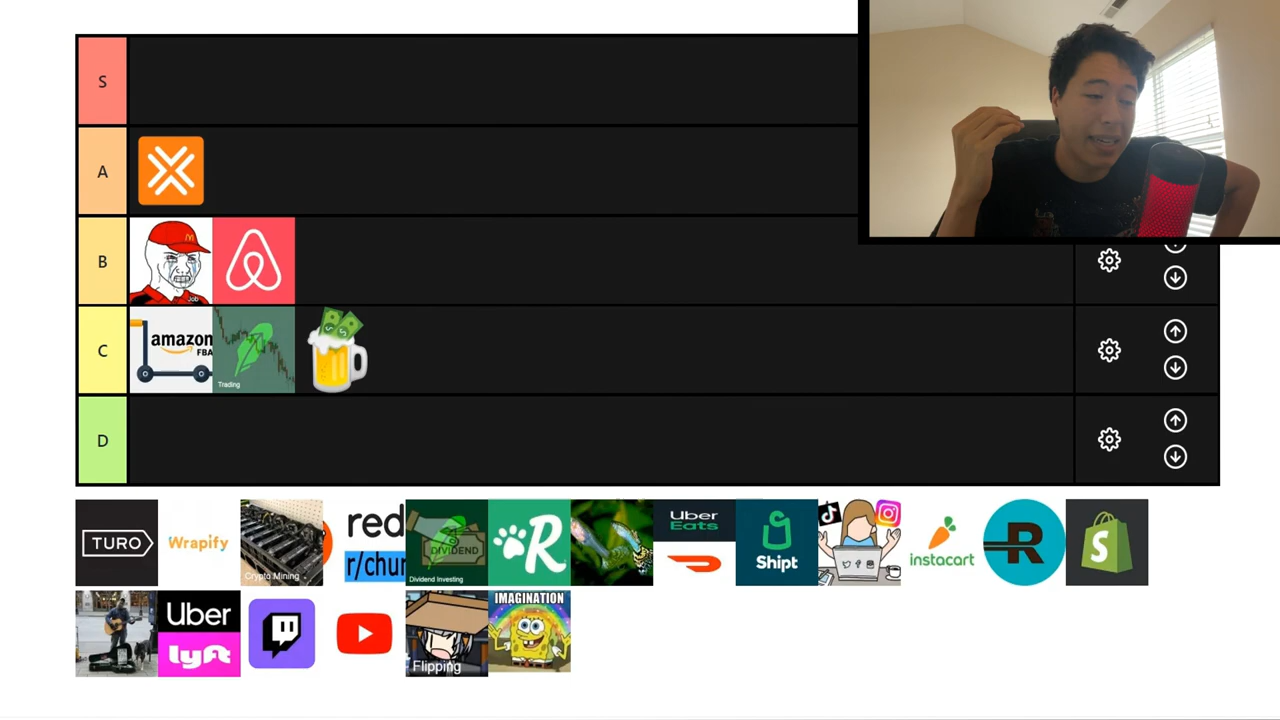 S
A
B
Job
C
amazon
FBA
Trading
D
TURO
Wrapify
Crypto Mining
red
r/chur
DIVIDEND
Dividend Investing
R
Uber
Eats
Shipt
instacart
R
S
Uber
lyft
Flipping
IMAGINATION